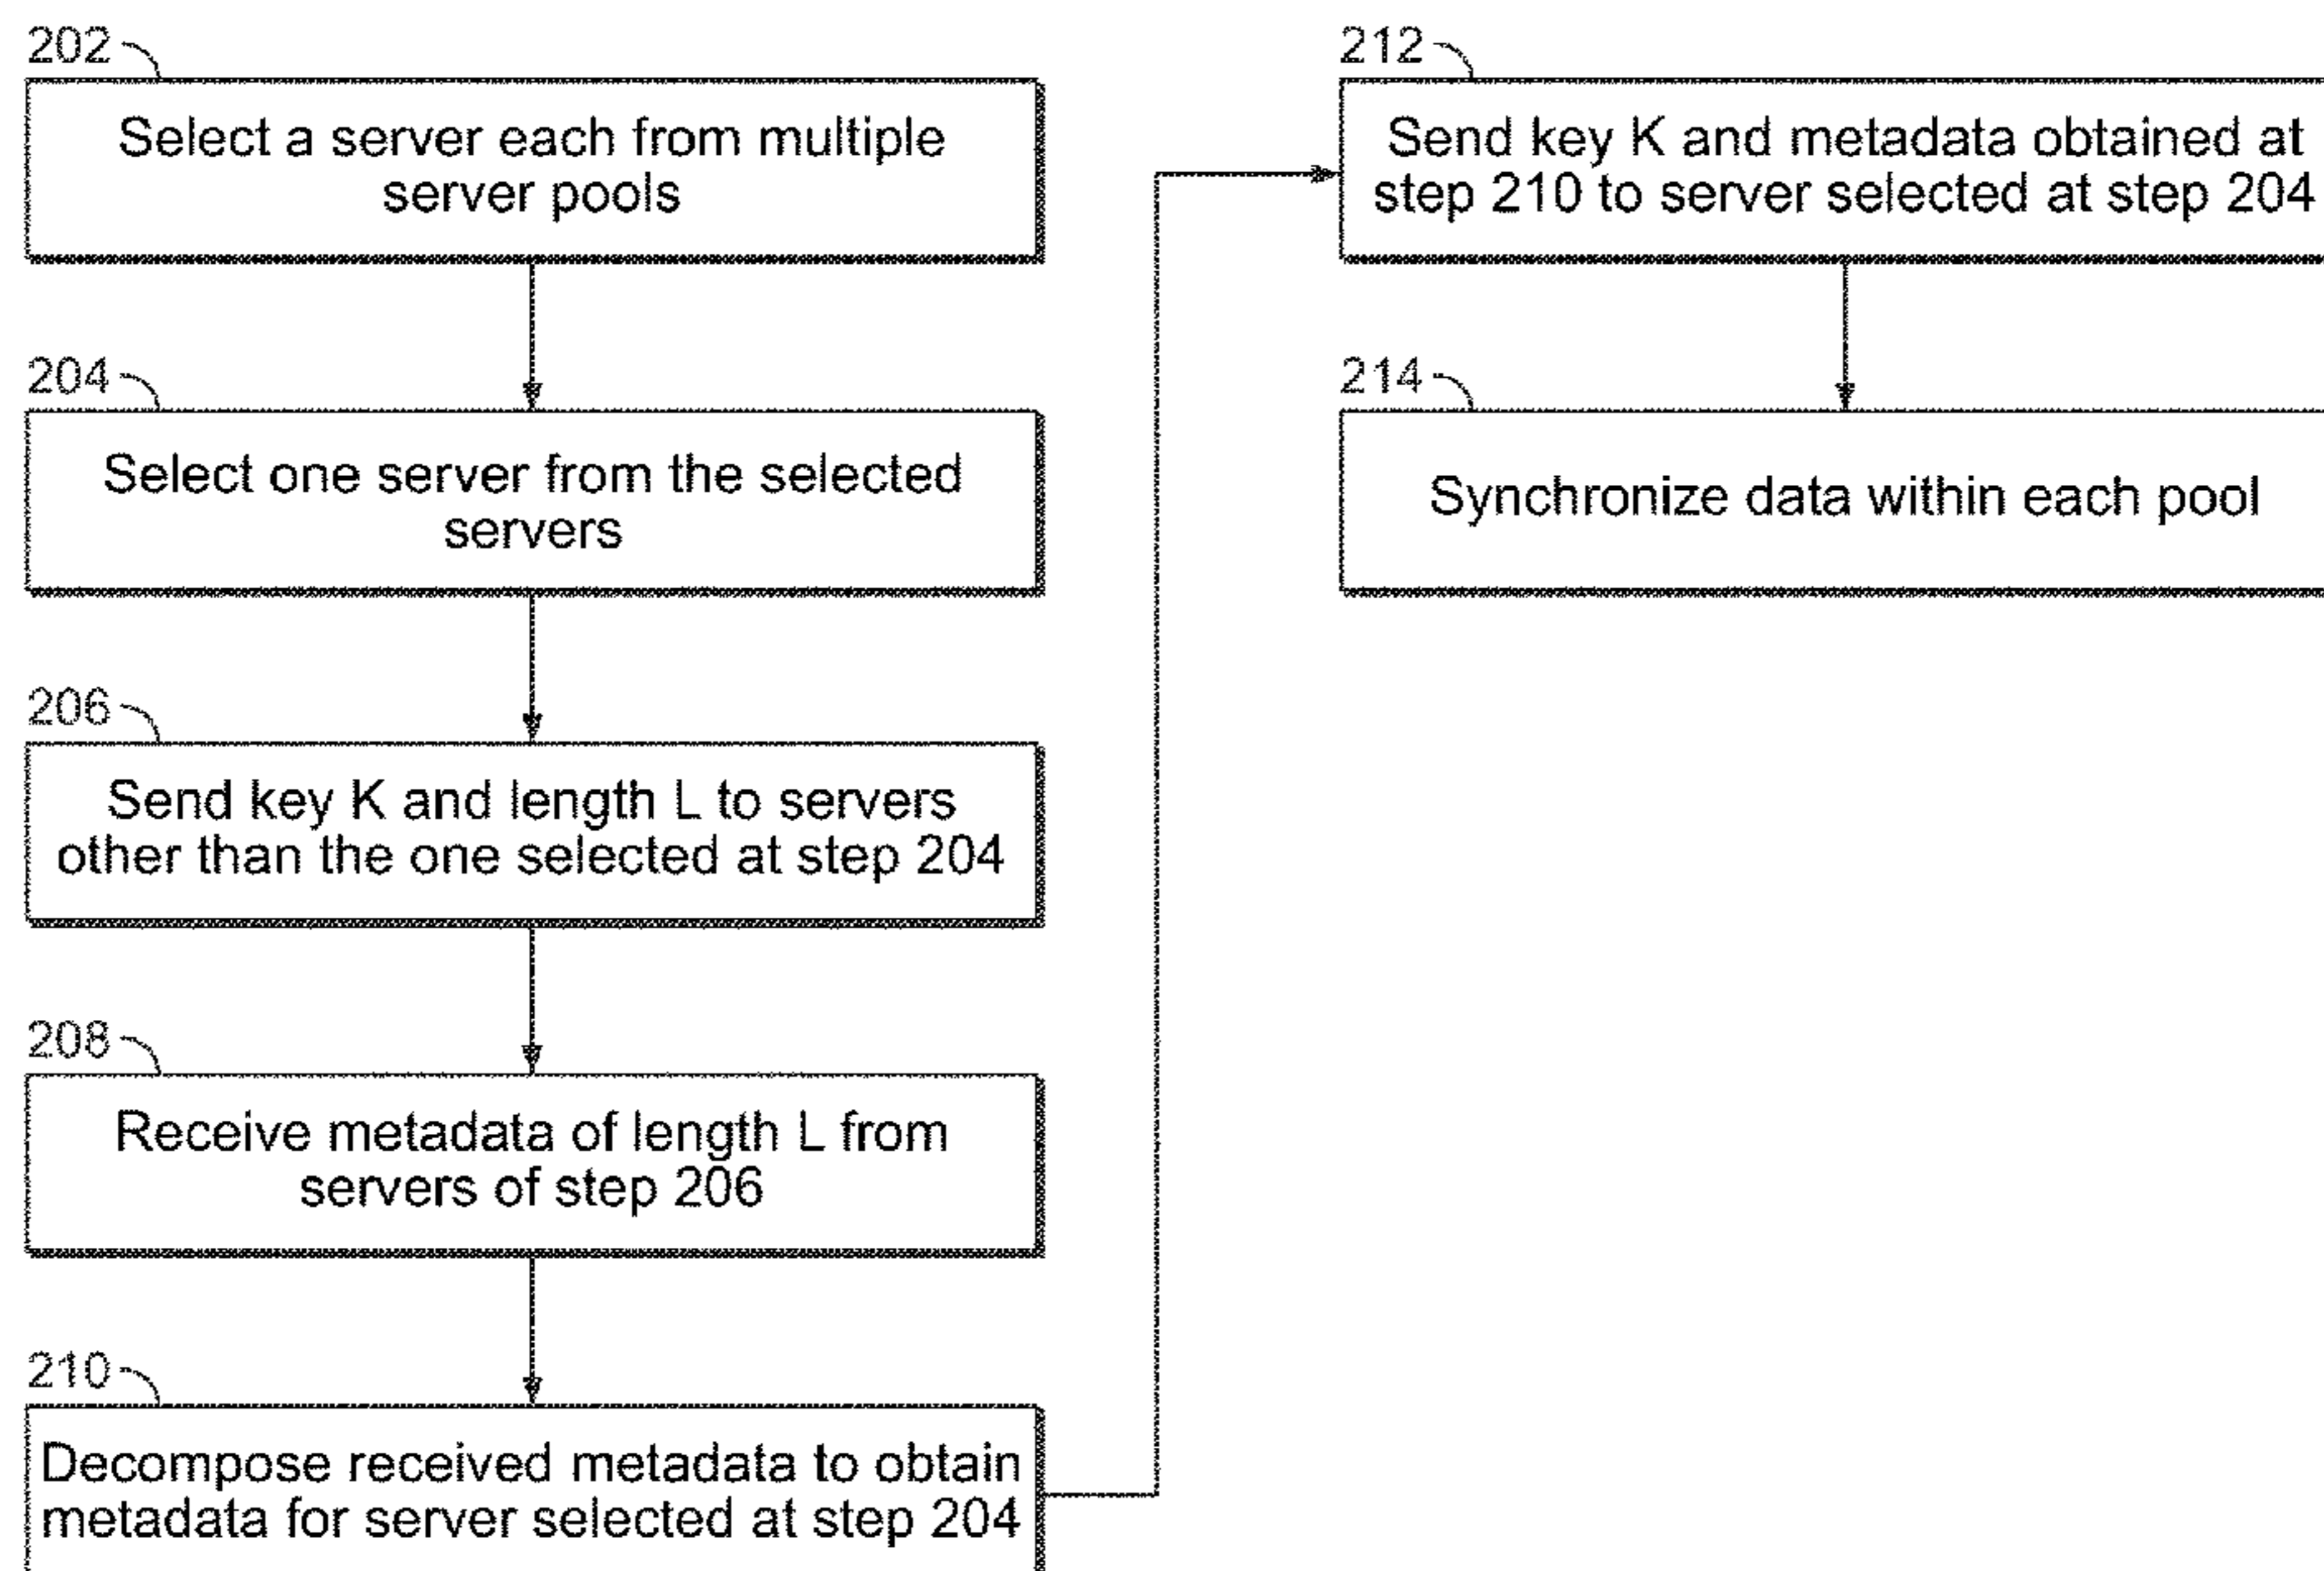 202
Select a server each from multiple
server pools
204
Select one server from the selected
servers
206
Send key K and length L to servers
other than the one selected at step 204
208
Receive metadata of length L from
servers of step 206
210
Decompose received metadata to obtain
metadata for server selected at step 204
212
Send key K and metadata obtained at
step 210 to server selected at step 204
214
Synchronize data within each pool